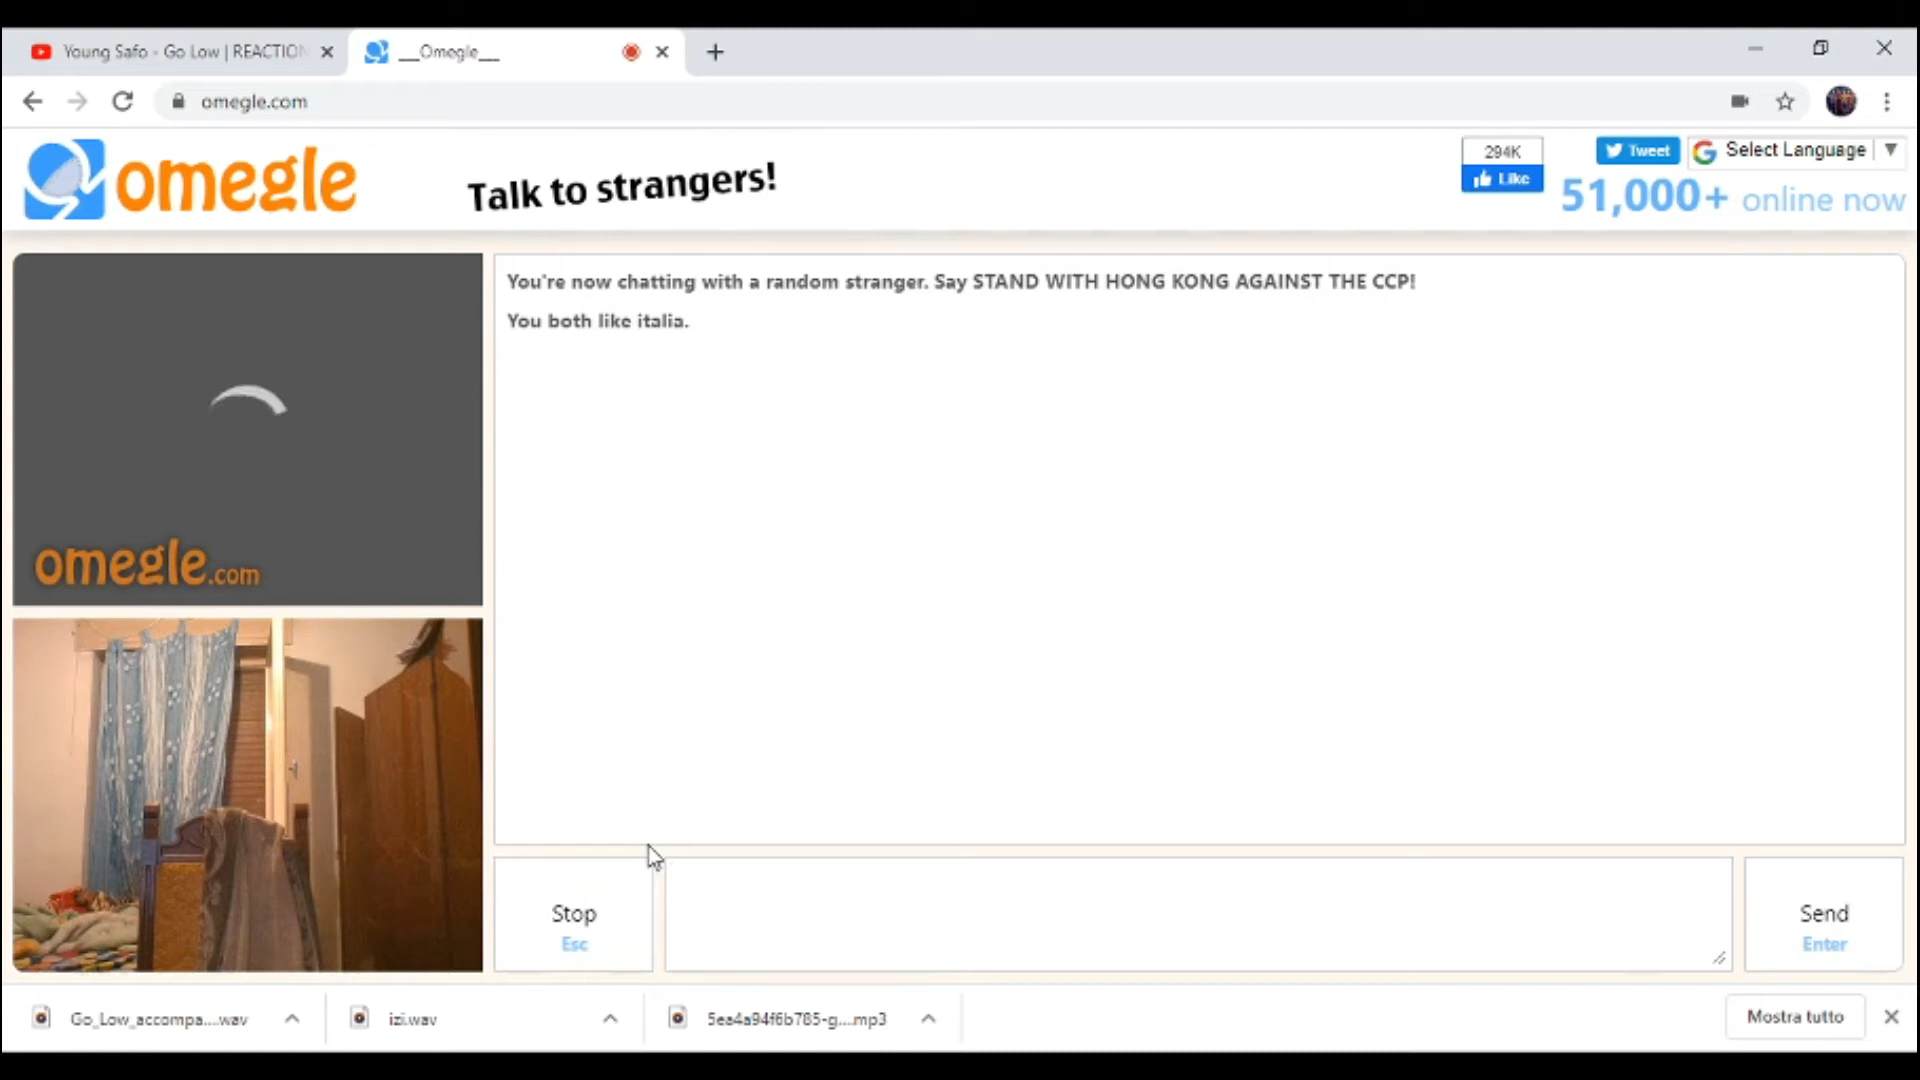 Young Safo - Go Low | REACTION
__Omegle__
omegle.com
omegle
Talk to strangers!
294K
Like
Tweet
Select Language
51,000+ online now
You're now chatting with a random stranger. Say STAND WITH HONG KONG AGAINST THE CCP!
You both like italia.
omegle.com
Stop
Esc
Send
Enter
Go_Low_accompa....wav
izi.wav
5ea4a94f6b785-g....mp3
Mostra tutto